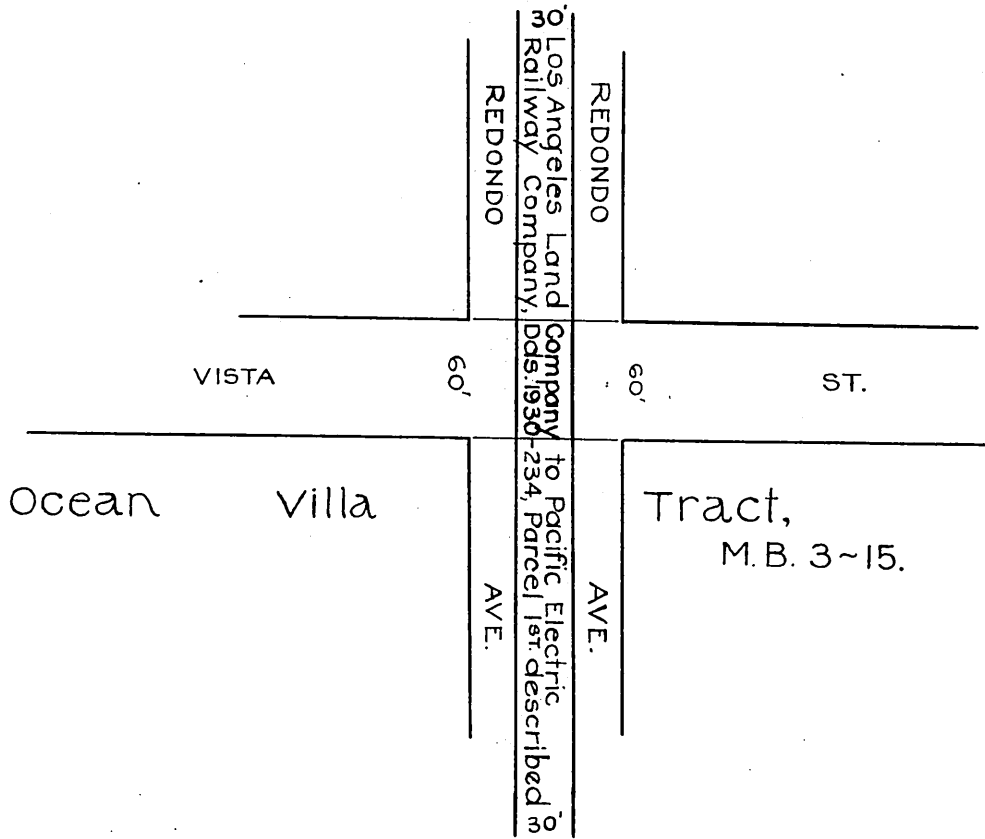 30'
Los Angeles Land Company to Pacific Electric
Railway Company, Dds. 1930-234, Parcel 1ST. described
30'
REDONDO
REDONDO
VISTA
60'
60'
ST.
Ocean Villa Tract,
M.B. 3~15.
AVE.
AVE.